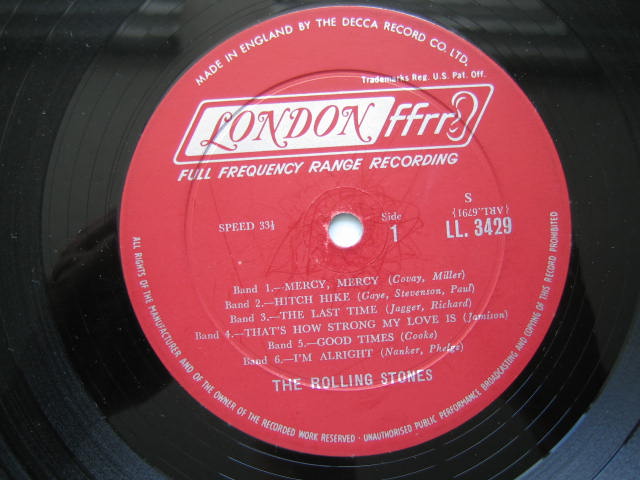 MADE IN ENGLAND BY THE DECCA RECORD CO. LTD.
Trademarks Reg. U.S. Pat. Off.
LONDON ffrr
FULL FREQUENCY RANGE RECORDING
S
(ARL.6791)
SPEED 33⅓
Side
1
LL. 3429
Band 1.—MERCY, MERCY (Covay, Miller)
Band 2.—HITCH HIKE (Gaye, Stevenson, Paul)
Band 3.—THE LAST TIME (Jagger, Richard)
Band 4.—THAT'S HOW STRONG MY LOVE IS (Jamison)
Band 5.—GOOD TIMES (Cooke)
Band 6.—I'M ALRIGHT (Nanker, Phelge)
THE ROLLING STONES
ALL RIGHTS OF THE MANUFACTURER AND OF THE OWNER OF THE RECORDED WORK RESERVED · UNAUTHORISED PUBLIC PERFORMANCE BROADCASTING AND COPYING OF THIS RECORD PROHIBITED